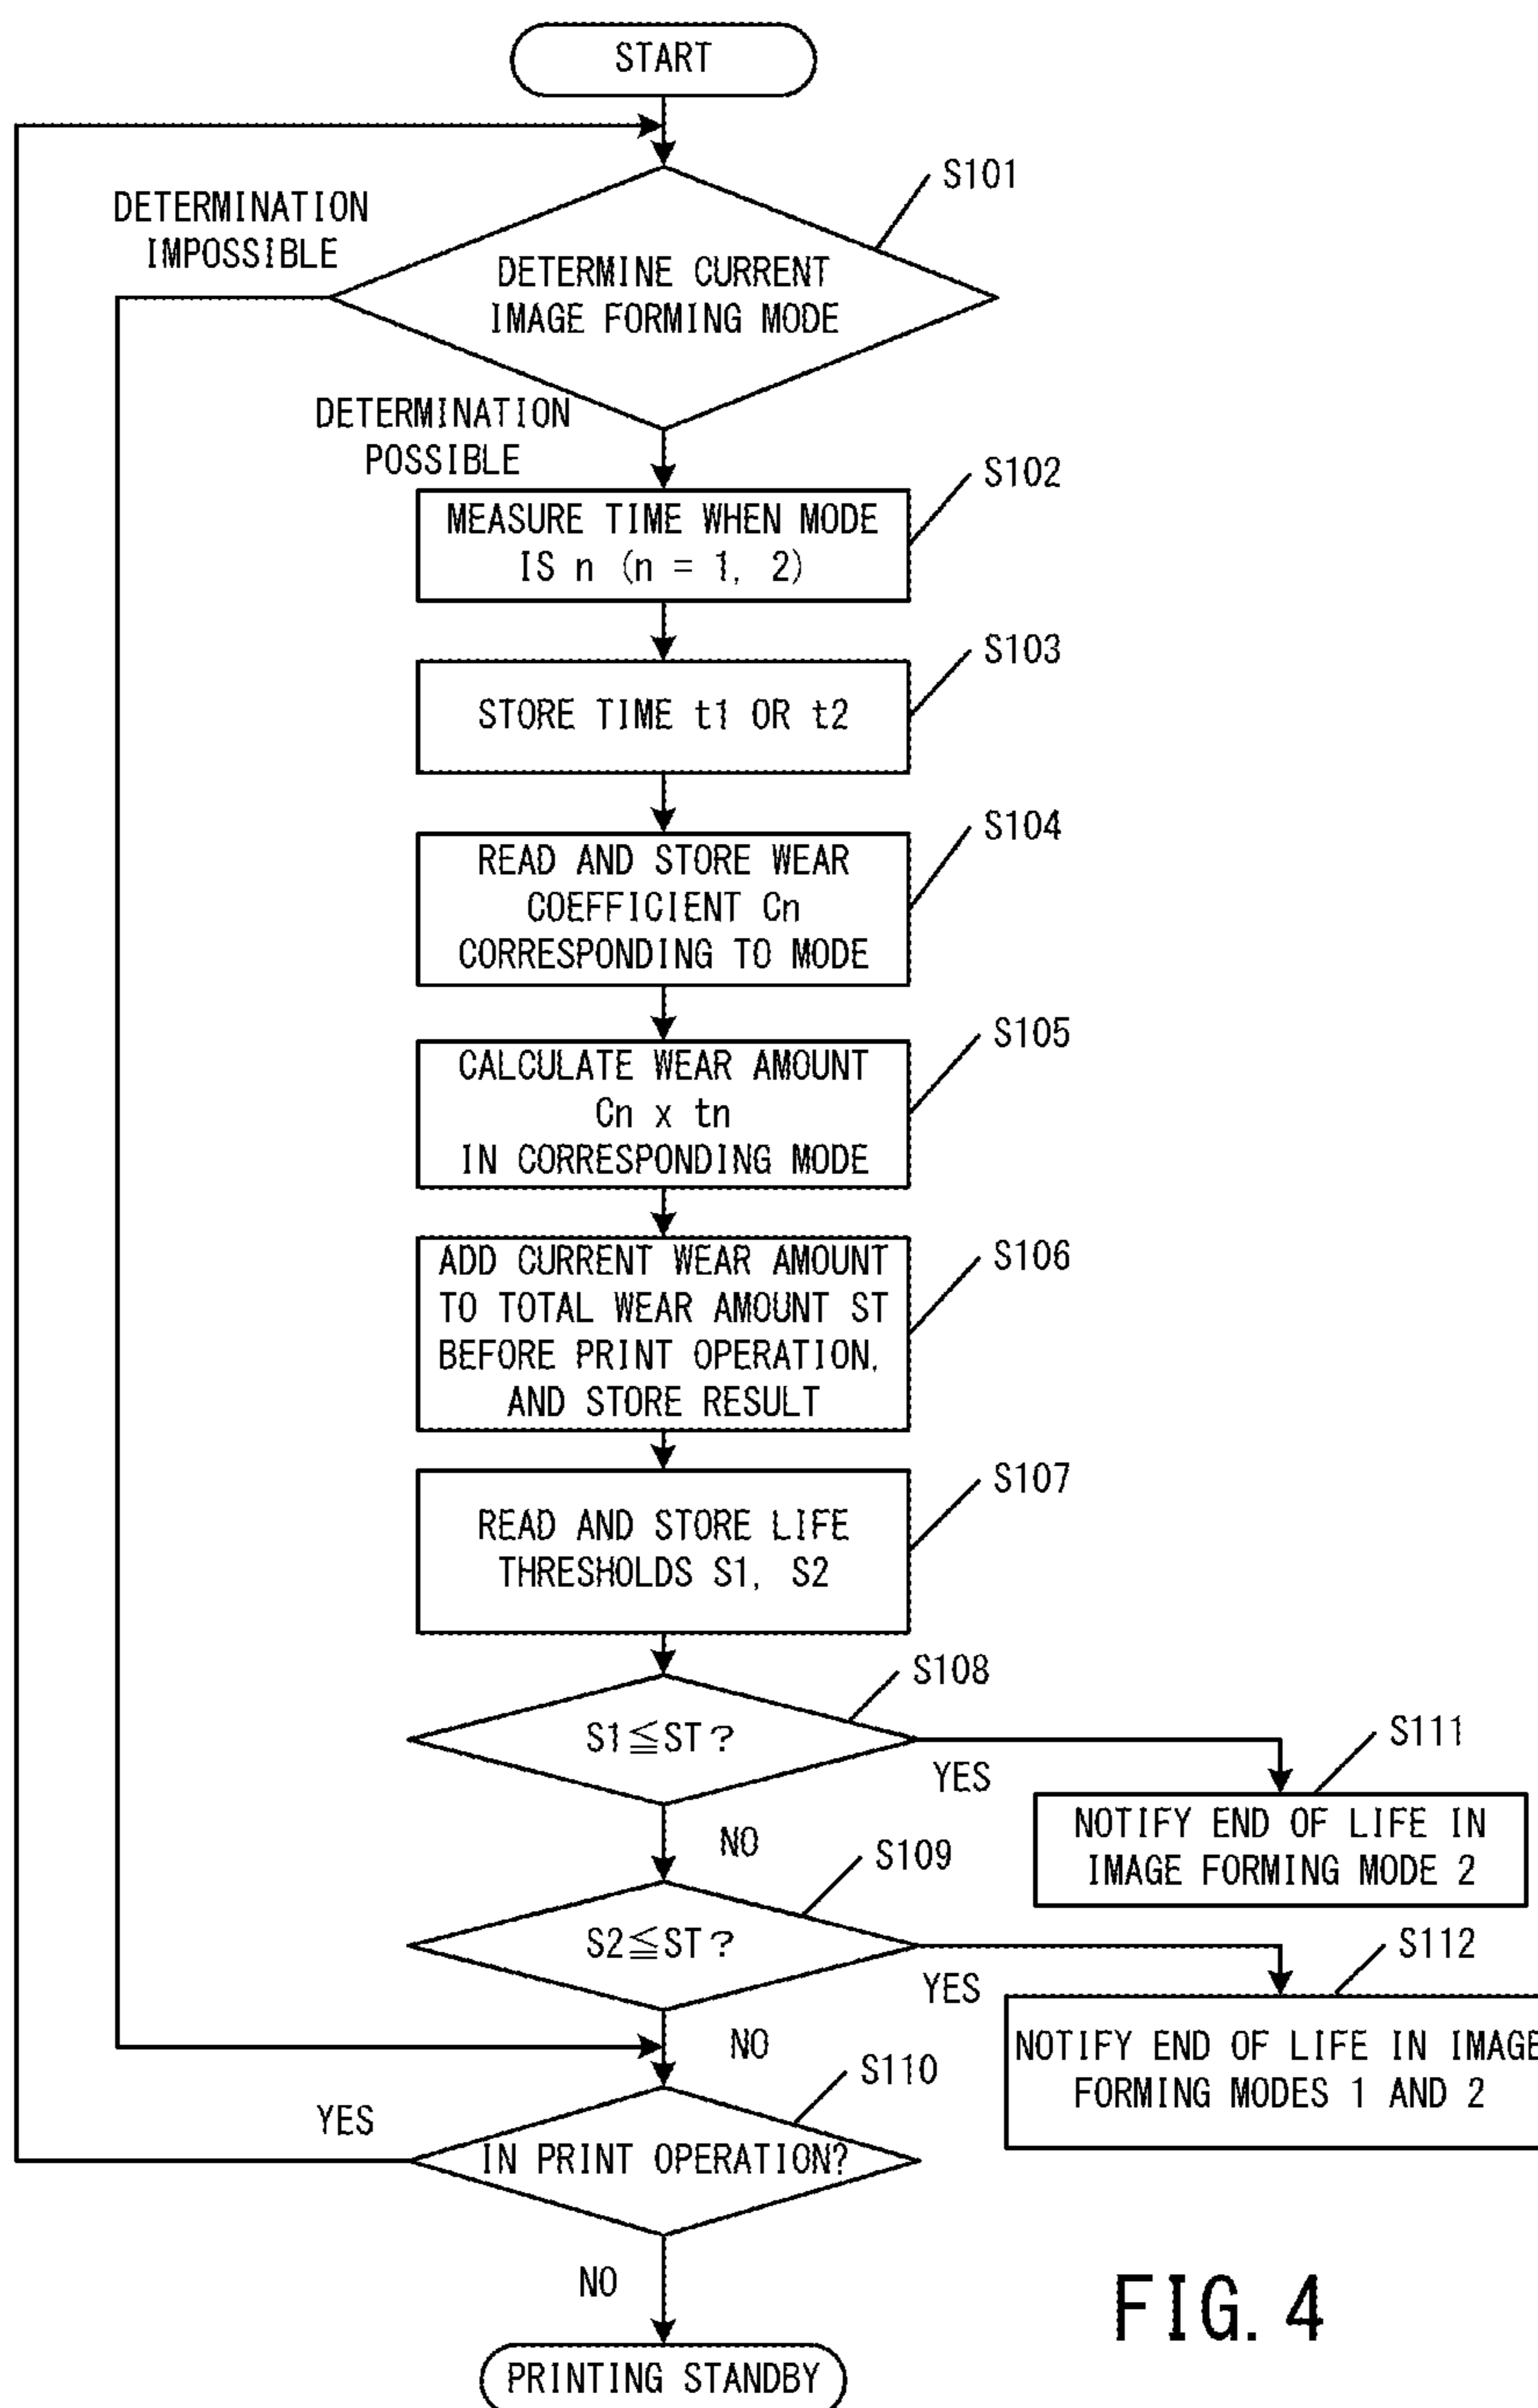 START
S101
DETERMINATION
IMPOSSIBLE
DETERMINE CURRENT
IMAGE FORMING MODE
DETERMINATION
POSSIBLE
S102
MEASURE TIME WHEN MODE
IS n (n = 1, 2)
S103
STORE TIME t1 OR t2
S104
READ AND STORE WEAR
COEFFICIENT Cn
CORRESPONDING TO MODE
S105
CALCULATE WEAR AMOUNT
Cn x tn
IN CORRESPONDING MODE
S106
ADD CURRENT WEAR AMOUNT
TO TOTAL WEAR AMOUNT ST
BEFORE PRINT OPERATION,
AND STORE RESULT
S107
READ AND STORE LIFE
THRESHOLDS S1, S2
S108
S1≦ST?
YES
S111
NOTIFY END OF LIFE IN
IMAGE FORMING MODE 2
NO
S109
S2≦ST?
YES
S112
NOTIFY END OF LIFE IN IMAGE
FORMING MODES 1 AND 2
NO
S110
YES
IN PRINT OPERATION?
NO
FIG. 4
PRINTING STANDBY